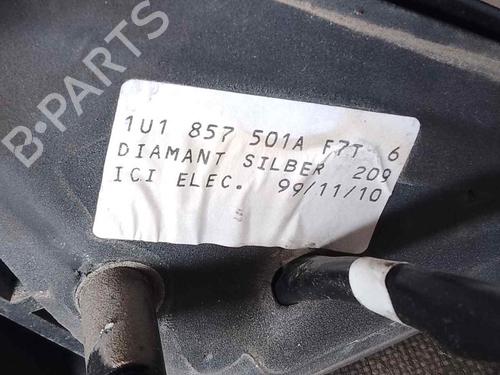 B-PARTS
1U1 857 501A F7T 6
DIAMANT SILBER 209
ICI ELEC. 99/11/10